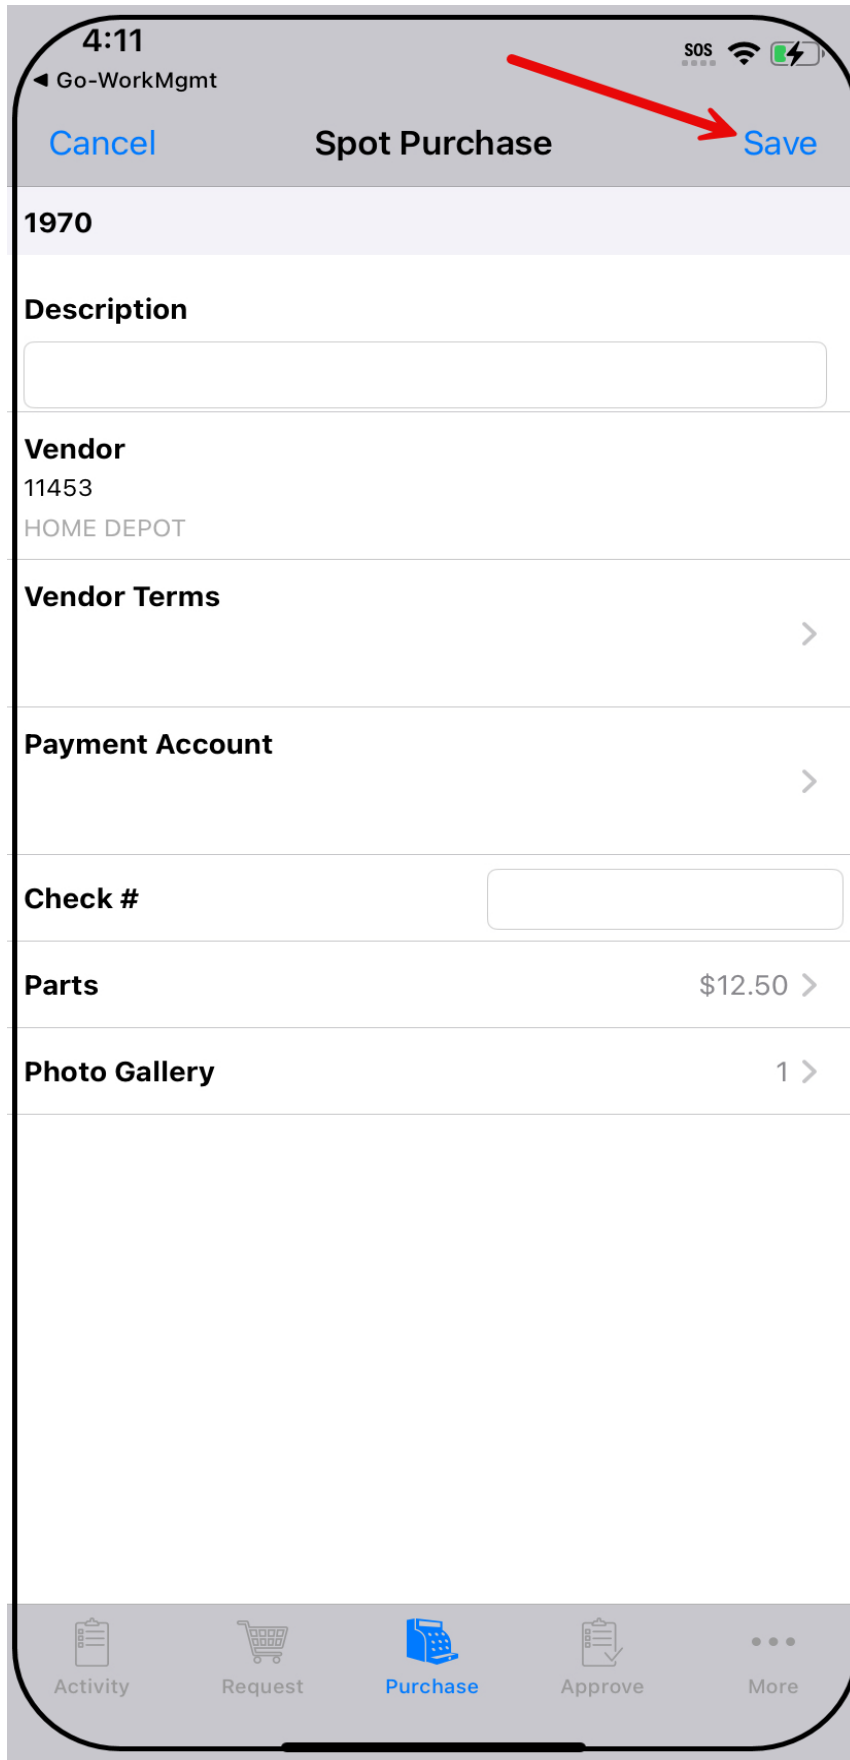 4:11
SOS
◀ Go-WorkMgmt
Cancel
Spot Purchase
Save
1970
Description
Vendor
11453
HOME DEPOT
Vendor Terms
Payment Account
Check #
Parts
$12.50
Photo Gallery
1
Activity
Request
Purchase
Approve
More